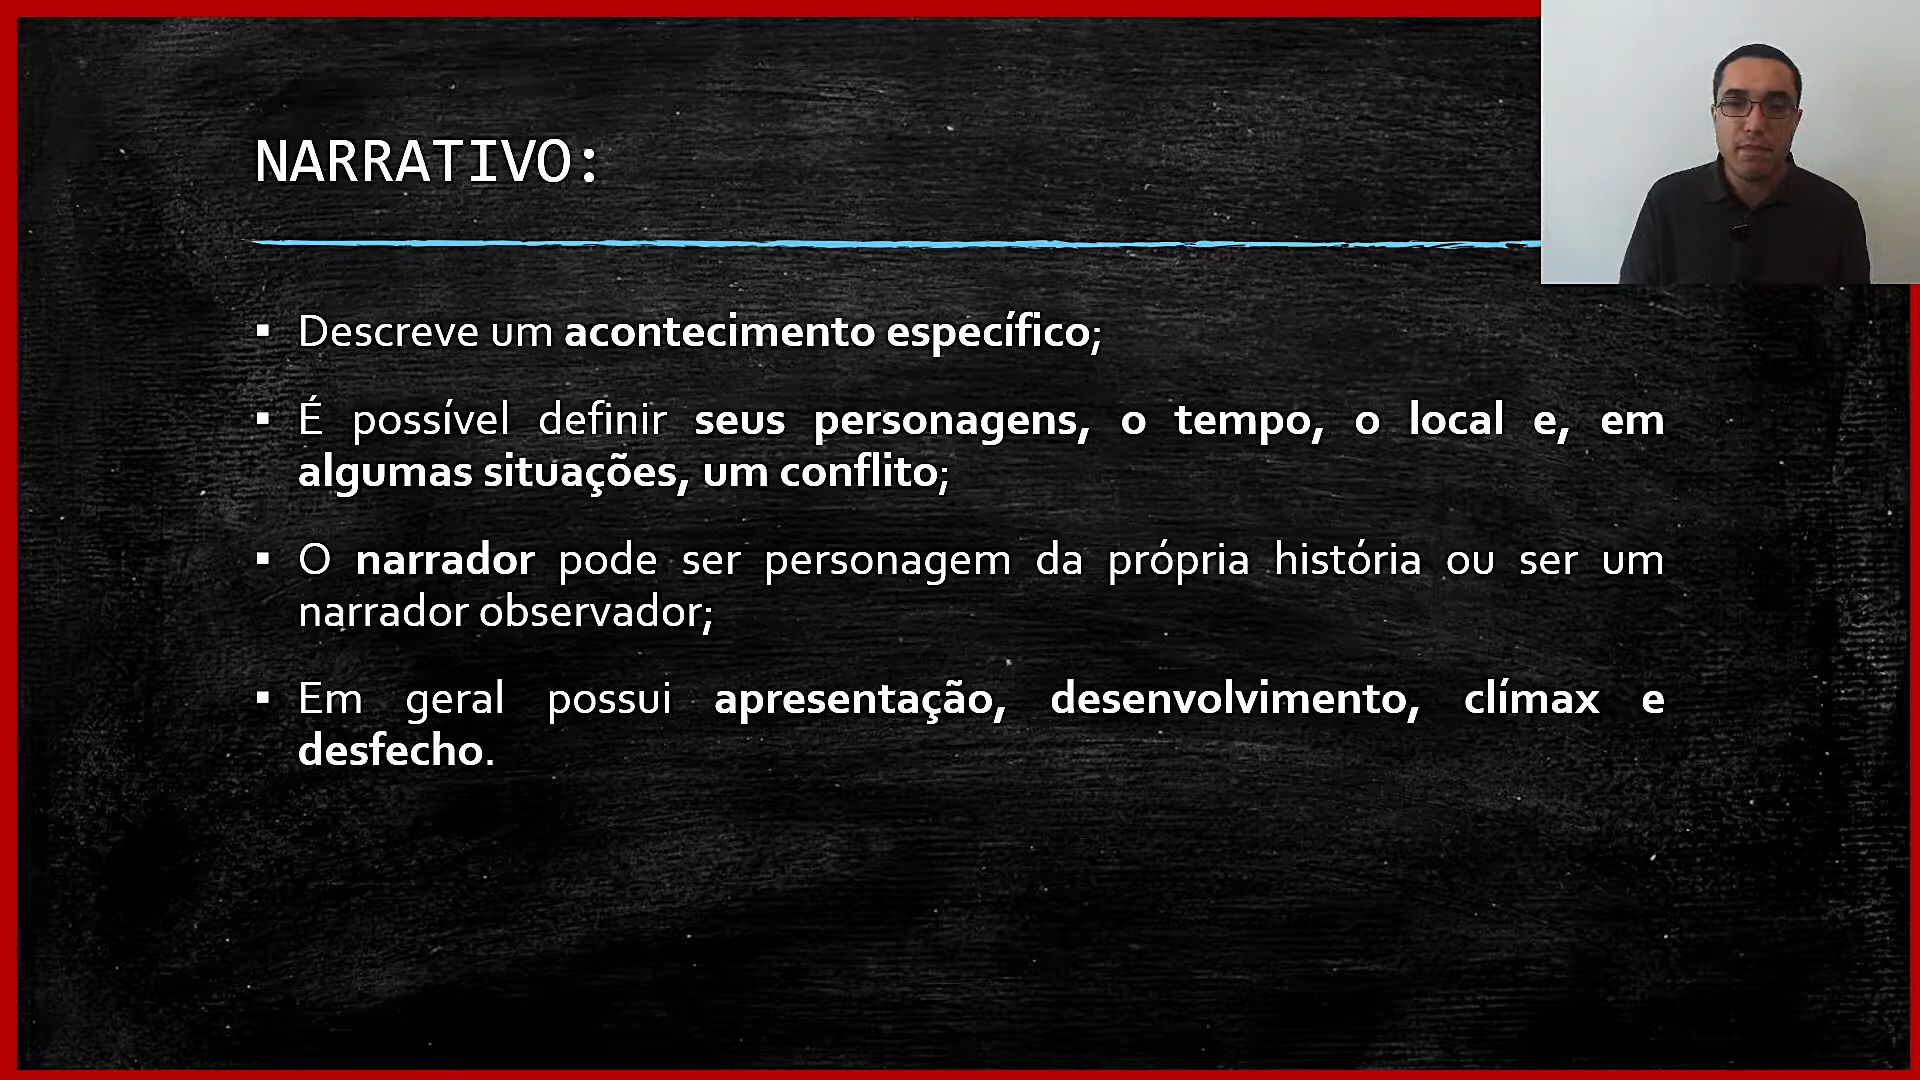 NARRATIVO:
▪ Descreve um acontecimento específico;
▪ É possível definir seus personagens, o tempo, o local e, em
algumas situações, um conflito;
▪ O narrador pode ser personagem da própria história ou ser um
narrador observador;
▪ Em geral possui apresentação, desenvolvimento, clímax e
desfecho.